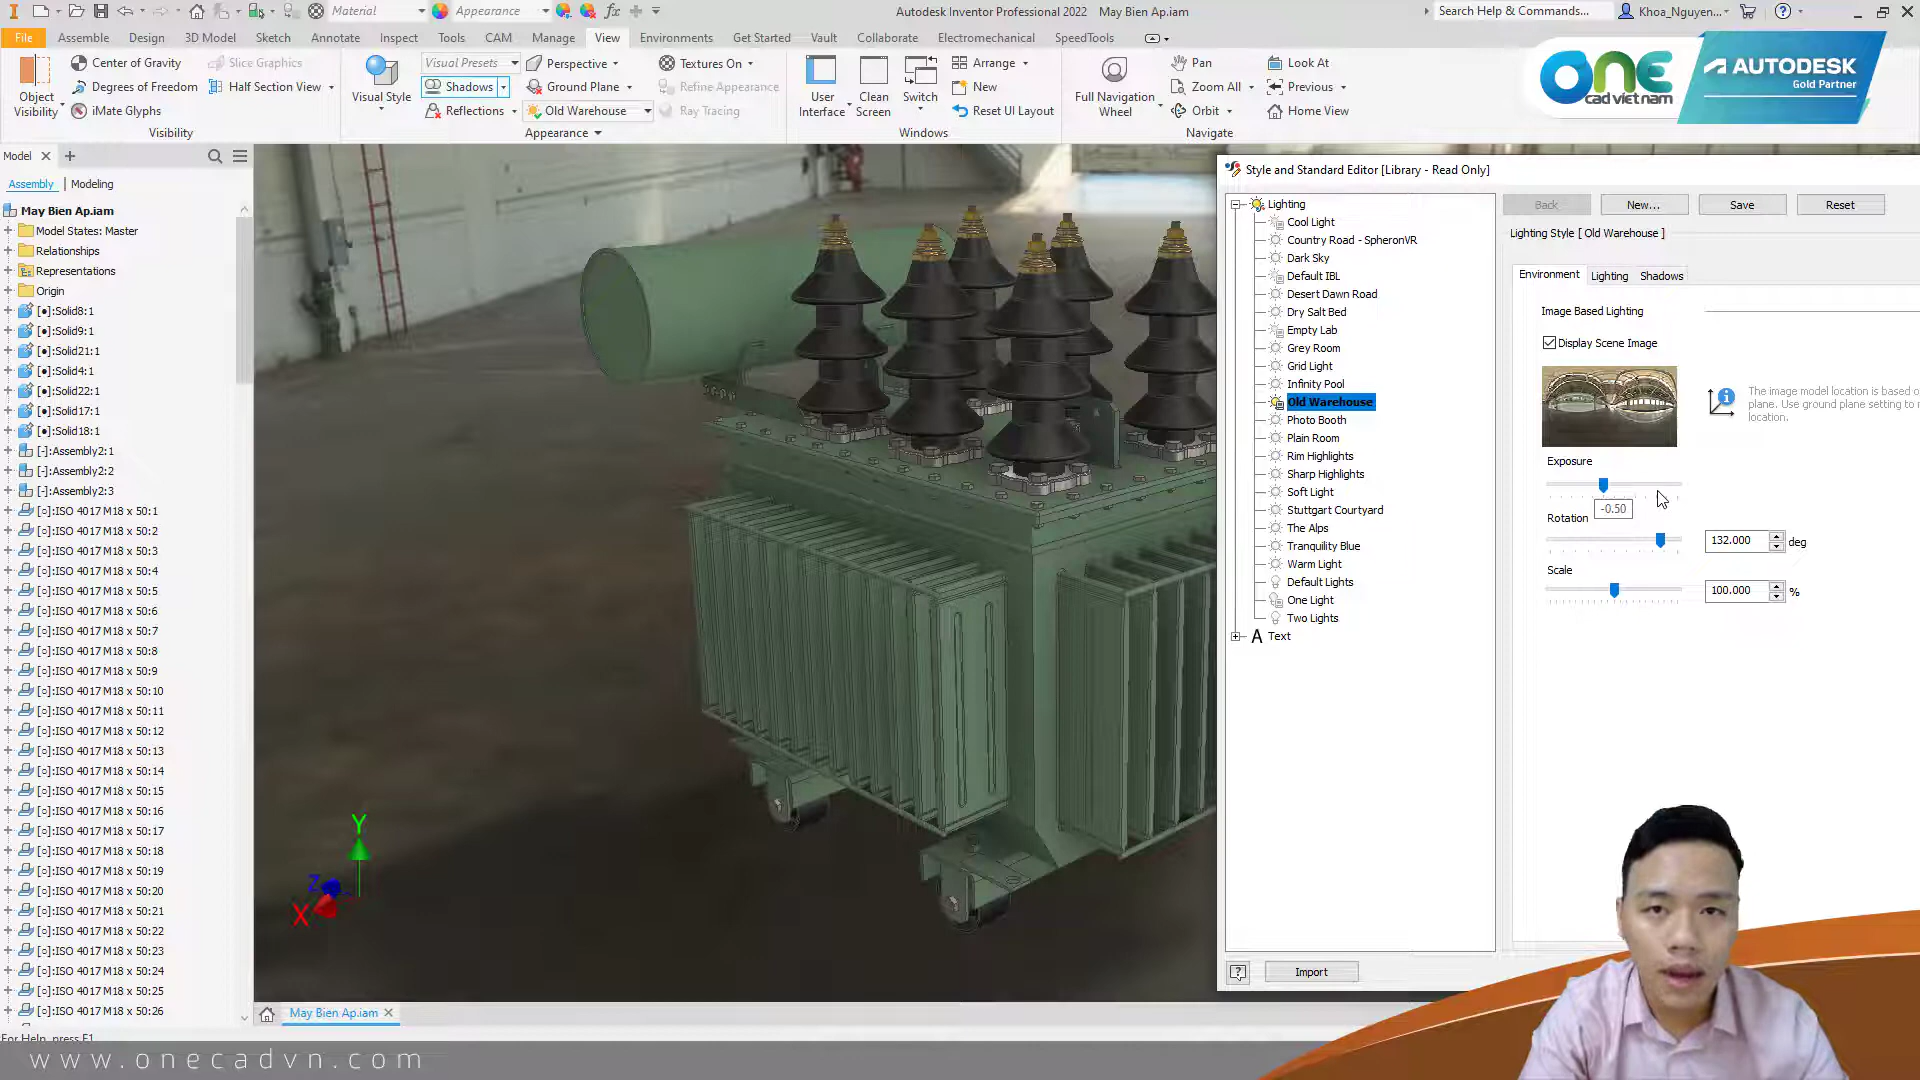 Material
Appearance
Autodesk Inventor Professional 2022 May Bien Ap.iam
Search Help & Commands...
Khoa_Nguyen...
File Assemble Design 3D Model Sketch Annotate Inspect Tools CAM Manage View Environments Get Started Vault Collaborate Electromechanical SpeedTools
Object Visibility
Center of Gravity
Degrees of Freedom
iMate Glyphs
Slice Graphics
Half Section View
Visibility
Visual Style
Visual Presets
Shadows
Reflections
Perspective
Ground Plane
Old Warehouse
Textures On
Refine Appearance
Ray Tracing
Appearance
User Interface
Clean Screen
Switch
Arrange
New
Reset UI Layout
Windows
Full Navigation Wheel
Pan
Zoom All
Orbit
Look At
Previous
Home View
Navigate
ONE
cad việt nam
AUTODESK
Gold Partner
Model
Assembly Modeling
May Bien Ap.iam
Model States: Master
Relationships
Representations
Origin
[●]:Solid8:1
[●]:Solid9:1
[●]:Solid21:1
[●]:Solid4:1
[●]:Solid22:1
[●]:Solid17:1
[●]:Solid18:1
[-]:Assembly2:1
[-]:Assembly2:2
[-]:Assembly2:3
[○]:ISO 4017 M18 x 50:1
[○]:ISO 4017 M18 x 50:2
[○]:ISO 4017 M18 x 50:3
[○]:ISO 4017 M18 x 50:4
[○]:ISO 4017 M18 x 50:5
[○]:ISO 4017 M18 x 50:6
[○]:ISO 4017 M18 x 50:7
[○]:ISO 4017 M18 x 50:8
[○]:ISO 4017 M18 x 50:9
[○]:ISO 4017 M18 x 50:10
[○]:ISO 4017 M18 x 50:11
[○]:ISO 4017 M18 x 50:12
[○]:ISO 4017 M18 x 50:13
[○]:ISO 4017 M18 x 50:14
[○]:ISO 4017 M18 x 50:15
[○]:ISO 4017 M18 x 50:16
[○]:ISO 4017 M18 x 50:17
[○]:ISO 4017 M18 x 50:18
[○]:ISO 4017 M18 x 50:19
[○]:ISO 4017 M18 x 50:20
[○]:ISO 4017 M18 x 50:21
[○]:ISO 4017 M18 x 50:22
[○]:ISO 4017 M18 x 50:23
[○]:ISO 4017 M18 x 50:24
[○]:ISO 4017 M18 x 50:25
[○]:ISO 4017 M18 x 50:26
Y
Z
X
Style and Standard Editor [Library - Read Only]
Lighting
Cool Light
Country Road - SpheronVR
Dark Sky
Default IBL
Desert Dawn Road
Dry Salt Bed
Empty Lab
Grey Room
Grid Light
Infinity Pool
Old Warehouse
Photo Booth
Plain Room
Rim Highlights
Sharp Highlights
Soft Light
Stuttgart Courtyard
The Alps
Tranquility Blue
Warm Light
Default Lights
One Light
Two Lights
A Text
Import
Back New... Save Reset
Lighting Style [ Old Warehouse ]
Environment Lighting Shadows
Image Based Lighting
Display Scene Image
The image model location is based o
plane. Use ground plane setting to
location.
Exposure
-0.50
Rotation
132.000 deg
Scale
100.000 %
May Bien Ap.iam
For Help, press F1
www.onecadvn.com